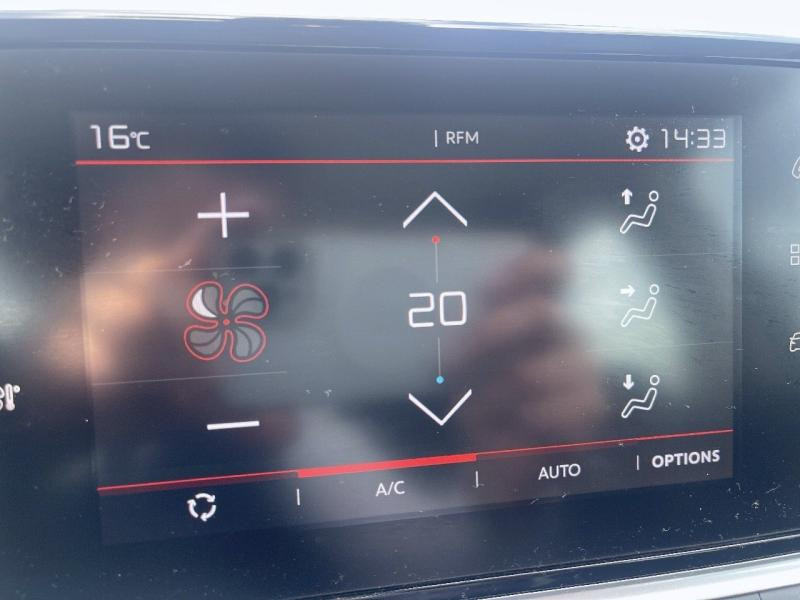 16°C | RFM 14:33
20
A/C | AUTO | OPTIONS